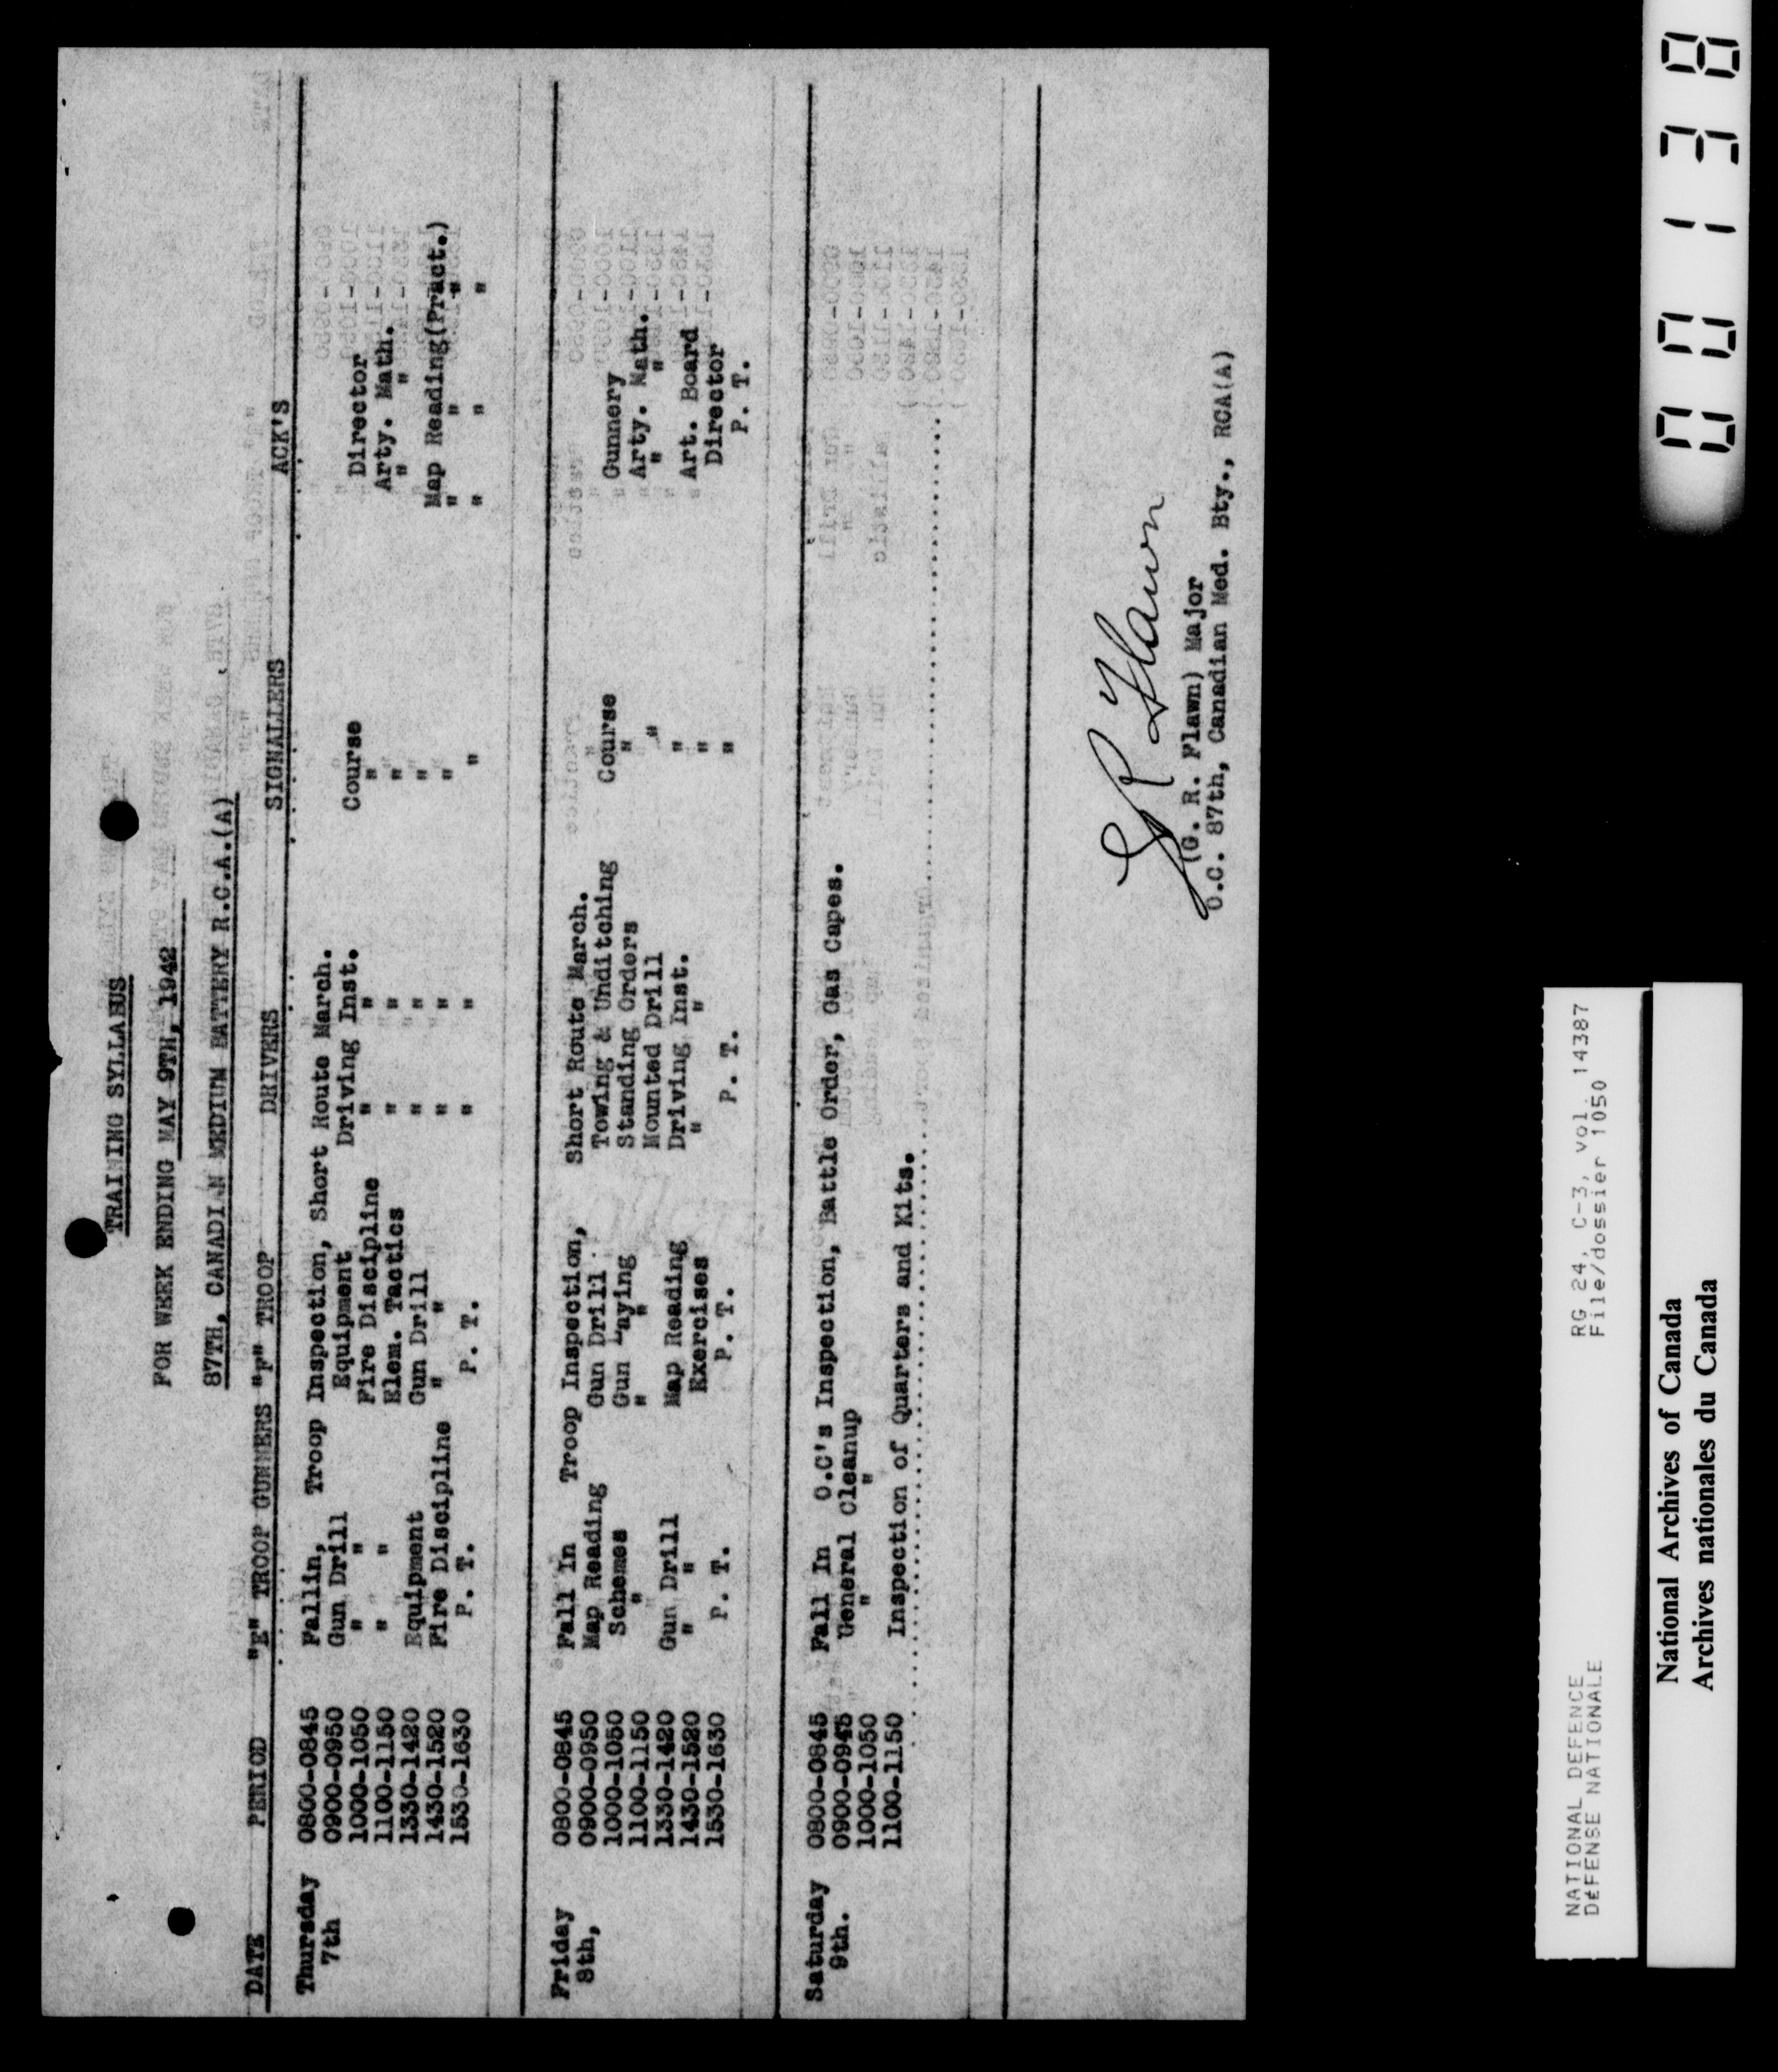 TRAINING SYLLABUS
FOR WEEK ENDING MAY 9TH, 1942
87TH, CANADIAN MEDIUM BATTERY R.C.A.(A)
DATE PERIOD "E" TROOP GUNNERS "F" TROOP DRIVERS SIGNALLERS ACK'S
Thursday 0800-0845 Fallin, Troop Inspection, Short Route March.
7th 0900-0950 Gun Drill Equipment Driving Inst. Course Director
1000-1050 " " Fire Discipline " " " Arty. Math.
1100-1150 " " Elem. Tactics " " " " "
1330-1420 Equipment Gun Drill " " " Map Reading(Pract.)
1430-1520 Fire Discipline " " " " " " " "
1530-1630 P. T. P. T. " " " " " "
Friday 0800-0845 Fall In Troop Inspection, Short Route March.
8th, 0900-0950 Map Reading Gun Drill Towing & Unditching Course Gunnery
1000-1050 Schemes Gun Laying Standing Orders " Arty. Math.
1100-1150 " " " Mounted Drill " " "
1330-1420 Gun Drill Map Reading Driving Inst. " Art. Board
1430-1520 " " Exercises " " " Director
1530-1630 P. T. P. T. P. T. " P. T.
Saturday 0800-0845 Fall In O.C's Inspection, Battle Order, Gas Capes.
9th. 0900-0945 General Cleanup
1000-1050 " "
1100-1150 Inspection of Quarters and Kits.
G R Flawn
(G. R. Flawn) Major
O.C. 87th, Canadian Med. Bty., RCA(A)
NATIONAL DEFENCE RG 24, C-3, vol. 14387
DÉFENSE NATIONALE File/dossier 1050
National Archives of Canada
Archives nationales du Canada
00138